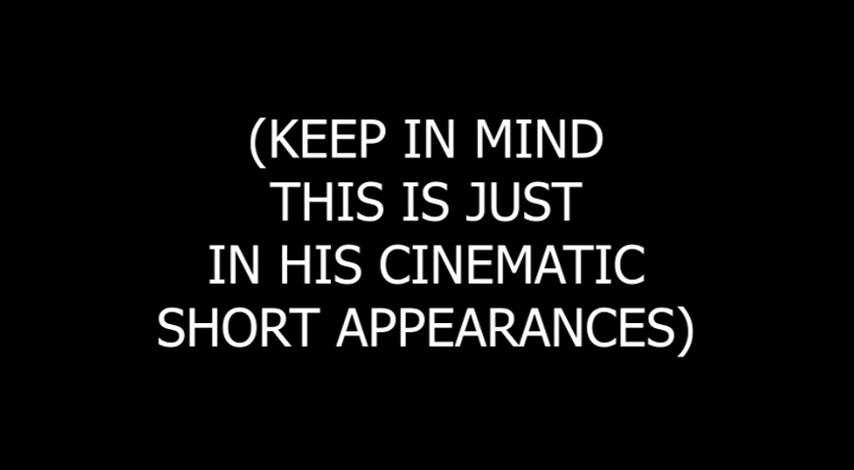 (KEEP IN MIND
THIS IS JUST
IN HIS CINEMATIC
SHORT APPEARANCES)